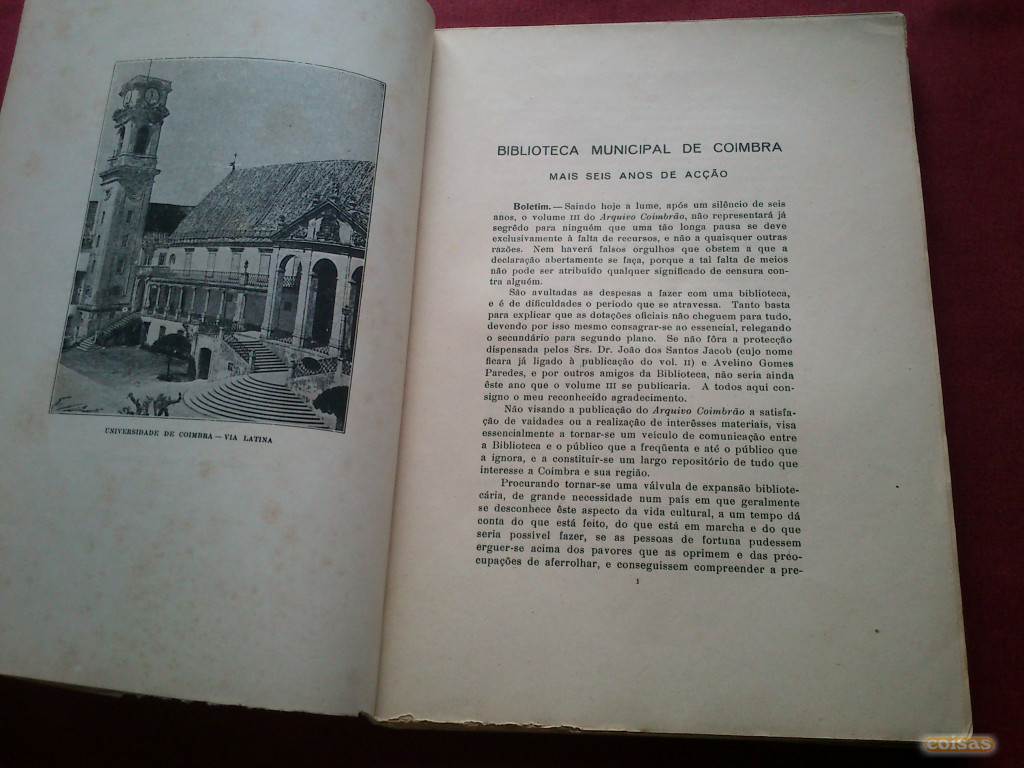 UNIVERSIDADE DE COIMBRA — VIA LATINA
BIBLIOTECA MUNICIPAL DE COIMBRA
MAIS SEIS ANOS DE ACÇÃO
Boletim. — Saindo hoje a lume, após um silêncio de seis
anos, o volume III do Arquivo Coimbrão, não representará já
segrêdo para ninguém que uma tão longa pausa se deve
exclusivamente à falta de recursos, e não a quaisquer outras
razões. Nem haverá falsos orgulhos que obstem a que a
declaração abertamente se faça, porque a tal falta de meios
não pode ser atribuído qualquer significado de censura con-
tra alguém.
São avultadas as despesas a fazer com uma biblioteca,
e é de dificuldades o periodo que se atravessa. Tanto basta
para explicar que as dotações oficiais não cheguem para tudo,
devendo por isso mesmo consagrar-se ao essencial, relegando
o secundário para segundo plano. Se não fôra a protecção
dispensada pelos Srs. Dr. João dos Santos Jacob (cujo nome
ficara já ligado à publicação do vol. II) e Avelino Gomes
Paredes, e por outros amigos da Biblioteca, não seria ainda
êste ano que o volume III se publicaria. A todos aqui con-
signo o meu reconhecido agradecimento.
Não visando a publicação do Arquivo Coimbrão a satisfa-
ção de vaidades ou a realização de interêsses materiais, visa
essencialmente a tornar-se um veículo de comunicação entre
a Biblioteca e o público que a freqüenta e até o público que
a ignora, e a constituir-se um largo repositório de tudo que
interesse a Coimbra e sua região.
Procurando tornar-se uma válvula de expansão bibliote-
cária, de grande necessidade num país em que geralmente
se desconhece êste aspecto da vida cultural, a um tempo dá
conta do que está feito, do que está em marcha e do que
seria possível fazer, se as pessoas de fortuna pudessem
erguer-se acima dos pavores que as oprimem e das preo-
cupações de aferrolhar, e conseguissem compreender a pre-
1
coisas